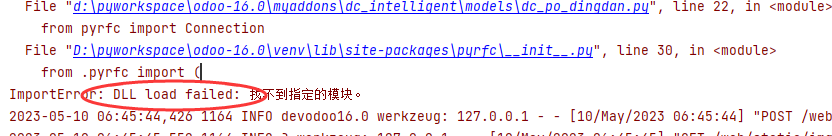 File "d:\pyworkspace\odoo-16.0\myaddons\dc_intelligent\models\dc_po_dingdan.py", line 22, in <module>
from pyrfc import Connection
File "D:\pyworkspace\odoo-16.0\venv\lib\site-packages\pyrfc\__init__.py", line 30, in <module>
from .pyrfc import (
ImportError: DLL load failed: 找不到指定的模块。
2023-05-10 06:45:44,426 1164 INFO devodoo16.0 werkzeug: 127.0.0.1 - - [10/May/2023 06:45:44] "POST /web